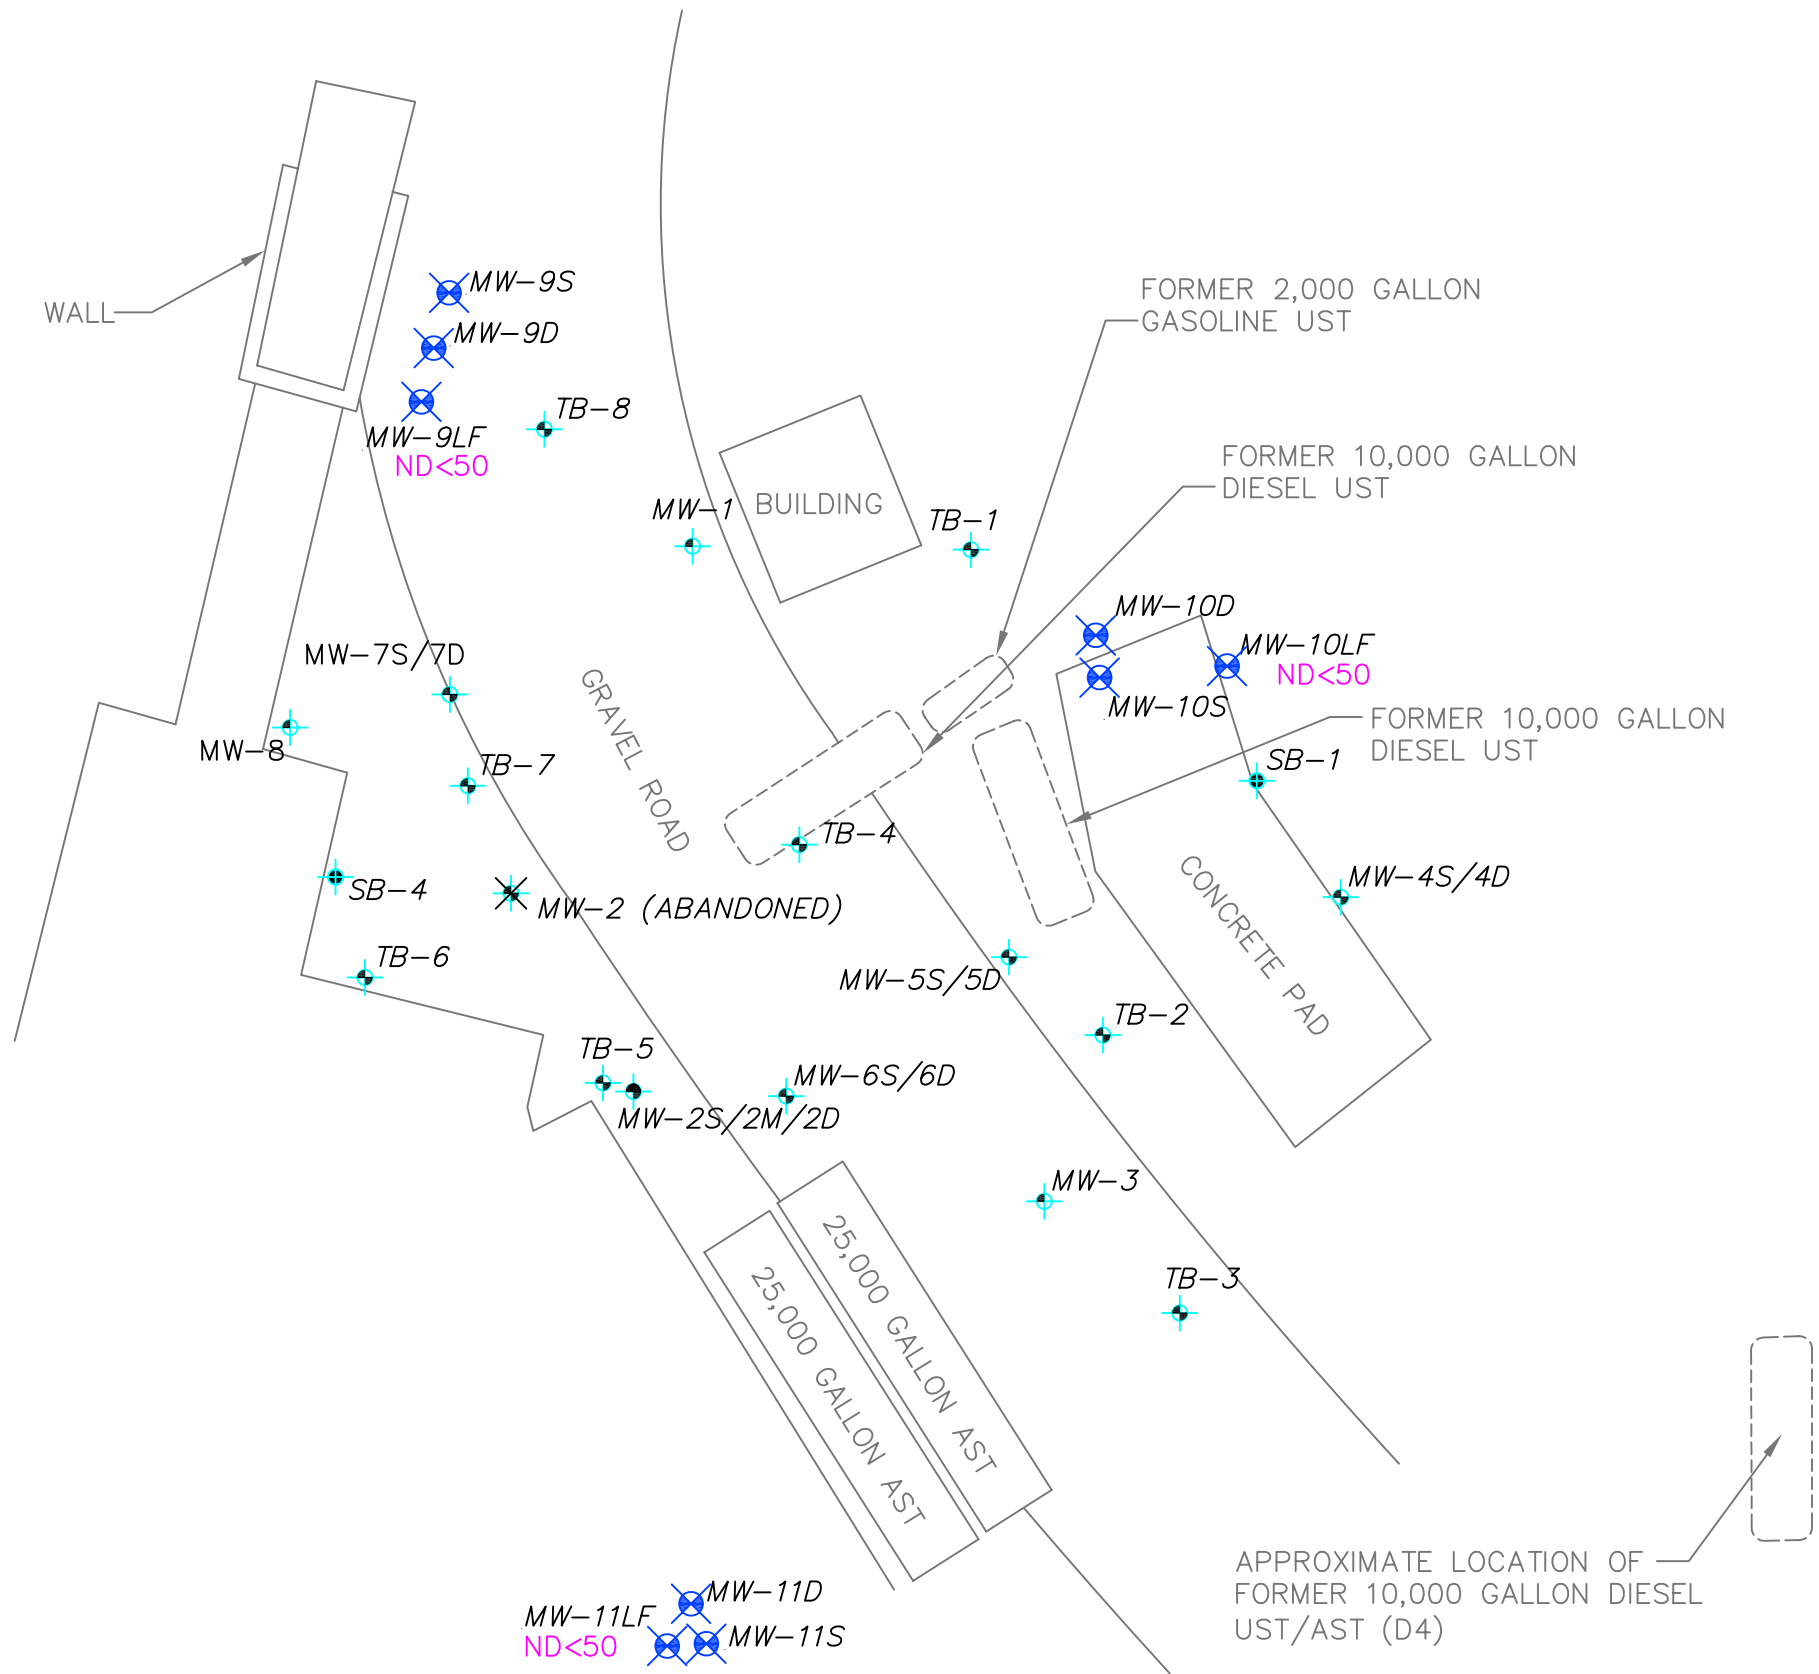 MW-9S
FORMER 2,000 GALLON
GASOLINE UST
WALL
MW-9D
TB-8
MW-9LF
ND<50
FORMER 10,000 GALLON
DIESEL UST
MW-1
BUILDING
TB-1
MW-10D
MW-10LF
ND<50
MW-7S/7D
MW-10S
GRAVEL ROAD
FORMER 10,000 GALLON
DIESEL UST
MW-8
TB-7
SB-1
TB-4
MW-4S/4D
SB-4
MW-2 (ABANDONED)
CONCRETE PAD
TB-6
MW-5S/5D
TB-2
TB-5
MW-6S/6D
MW-2S/2M/2D
MW-3
TB-3
25,000 GALLON AST
25,000 GALLON AST
APPROXIMATE LOCATION OF
FORMER 10,000 GALLON DIESEL
UST/AST (D4)
MW-11D
MW-11LF
ND<50
MW-11S